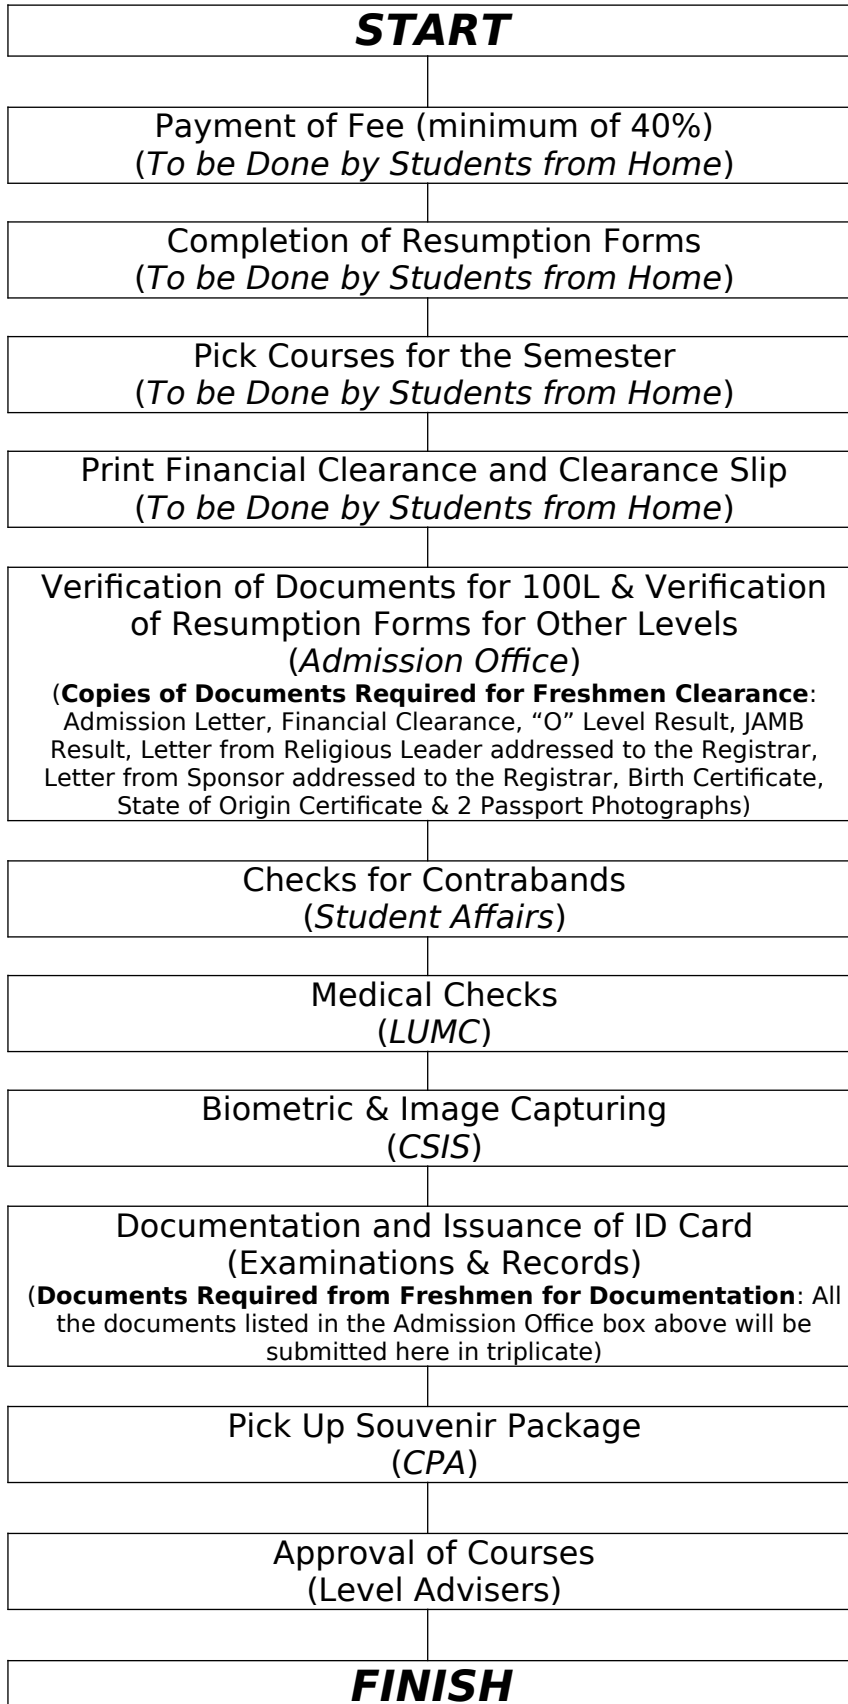 START
Payment of Fee (minimum of 40%)
(To be Done by Students from Home)
Completion of Resumption Forms
(To be Done by Students from Home)
Pick Courses for the Semester
(To be Done by Students from Home)
Print Financial Clearance and Clearance Slip
(To be Done by Students from Home)
Verification of Documents for 100L & Verification
of Resumption Forms for Other Levels
(Admission Office)
(Copies of Documents Required for Freshmen Clearance:
Admission Letter, Financial Clearance, “O” Level Result, JAMB
Result, Letter from Religious Leader addressed to the Registrar,
Letter from Sponsor addressed to the Registrar, Birth Certificate,
State of Origin Certificate & 2 Passport Photographs)
Checks for Contrabands
(Student Affairs)
Medical Checks
(LUMC)
Biometric & Image Capturing
(CSIS)
Documentation and Issuance of ID Card
(Examinations & Records)
(Documents Required from Freshmen for Documentation: All
the documents listed in the Admission Office box above will be
submitted here in triplicate)
Pick Up Souvenir Package
(CPA)
Approval of Courses
(Level Advisers)
FINISH